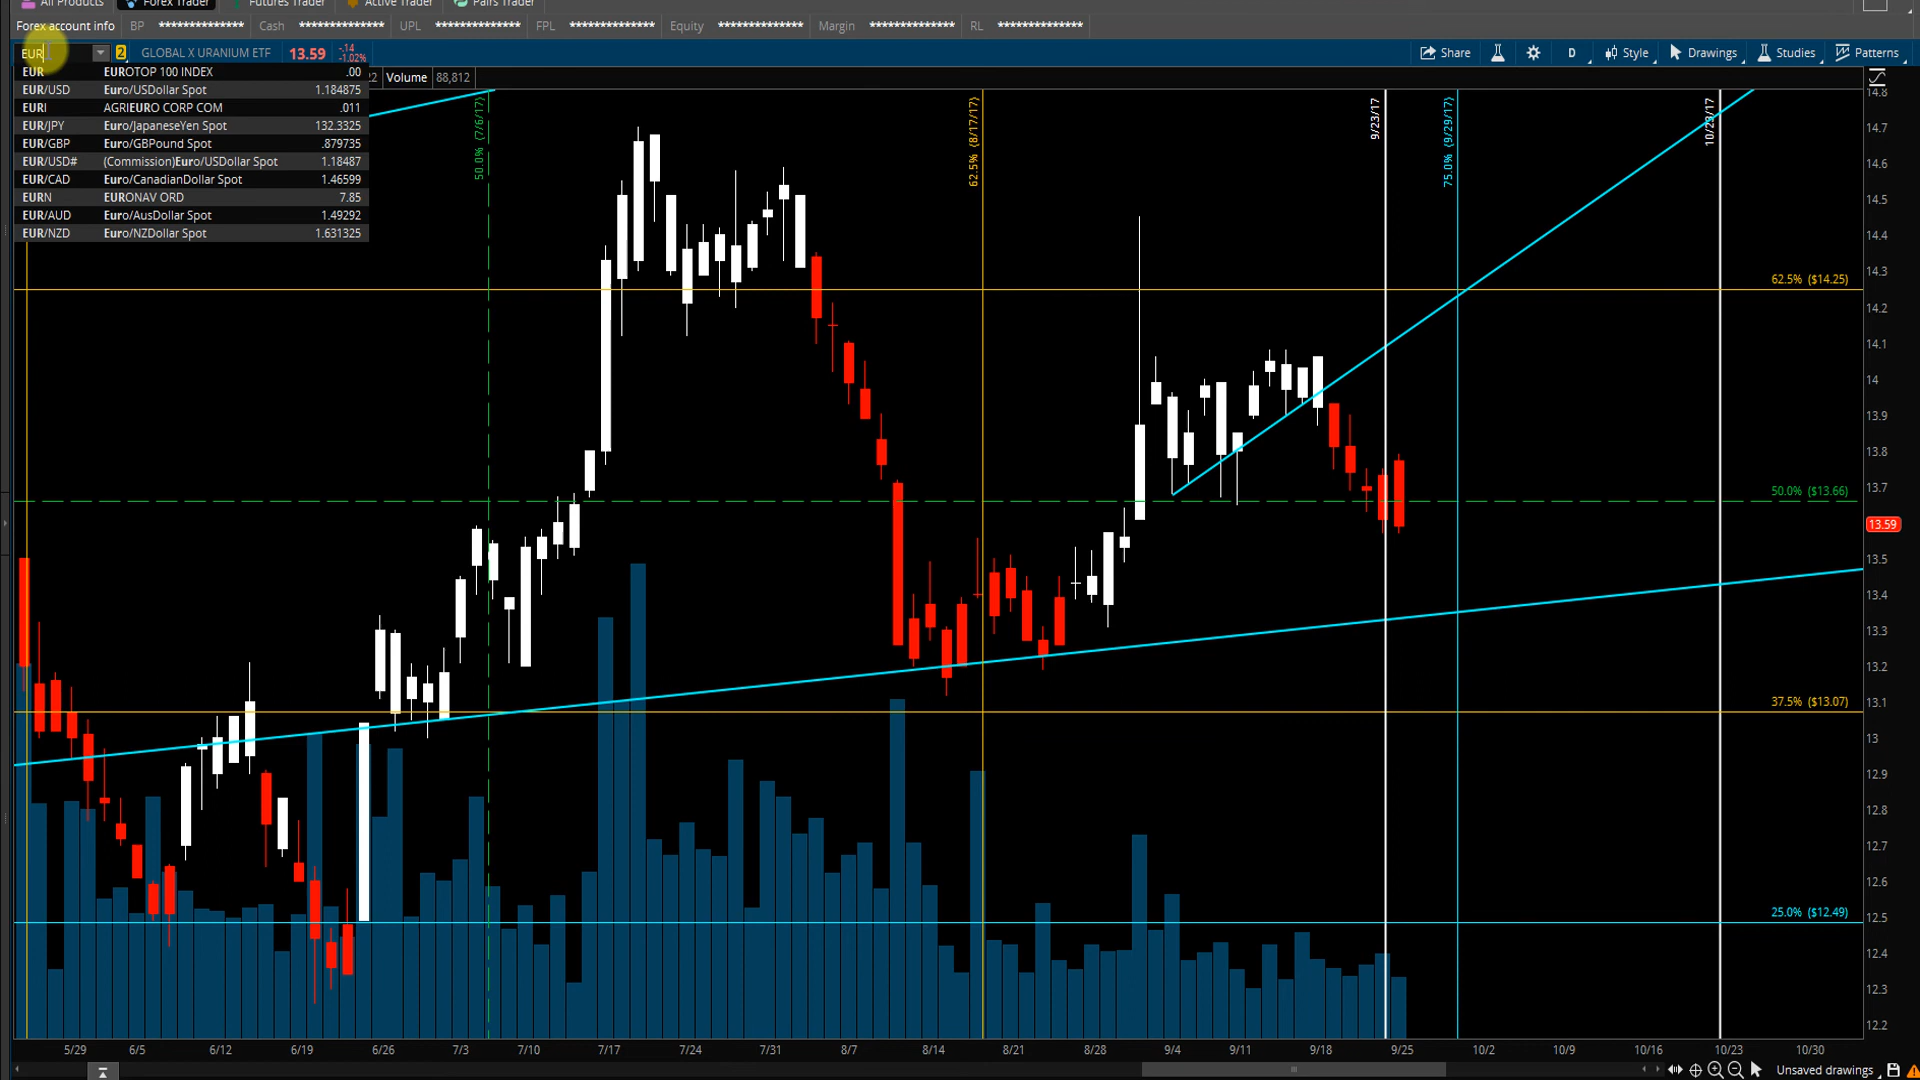 All Products Forex Trader Futures Trader Active Trader Pairs Trader
Forex account info BP ************** Cash ************** UPL ************** FPL ************** Equity ************** Margin ************** RL **************
EUR 2 GLOBAL X URANIUM ETF 13.59 -.14 -1.02% Share D Style Drawings Studies Patterns
22 Volume 88,812
EUR EUROTOP 100 INDEX .00
EUR/USD Euro/USDollar Spot 1.184875
EURI AGRIEURO CORP COM .011
EUR/JPY Euro/JapaneseYen Spot 132.3325
EUR/GBP Euro/GBPound Spot .879735
EUR/USD# (Commission)Euro/USDollar Spot 1.18487
EUR/CAD Euro/CanadianDollar Spot 1.46599
EURN EURONAV ORD 7.85
EUR/AUD Euro/AusDollar Spot 1.49292
EUR/NZD Euro/NZDollar Spot 1.631325
50.0% (7/6/17)
62.5% (8/17/17)
9/23/17
75.0% (9/29/17)
10/23/17
62.5% ($14.25)
50.0% ($13.66)
37.5% ($13.07)
25.0% ($12.49)
14.8
14.7
14.6
14.5
14.4
14.3
14.2
14.1
14
13.9
13.8
13.7
13.59
13.5
13.4
13.3
13.2
13.1
13
12.9
12.8
12.7
12.6
12.5
12.4
12.3
12.2
5/29 6/5 6/12 6/19 6/26 7/3 7/10 7/17 7/24 7/31 8/7 8/14 8/21 8/28 9/4 9/11 9/18 9/25 10/2 10/9 10/16 10/23 10/30
Unsaved drawings